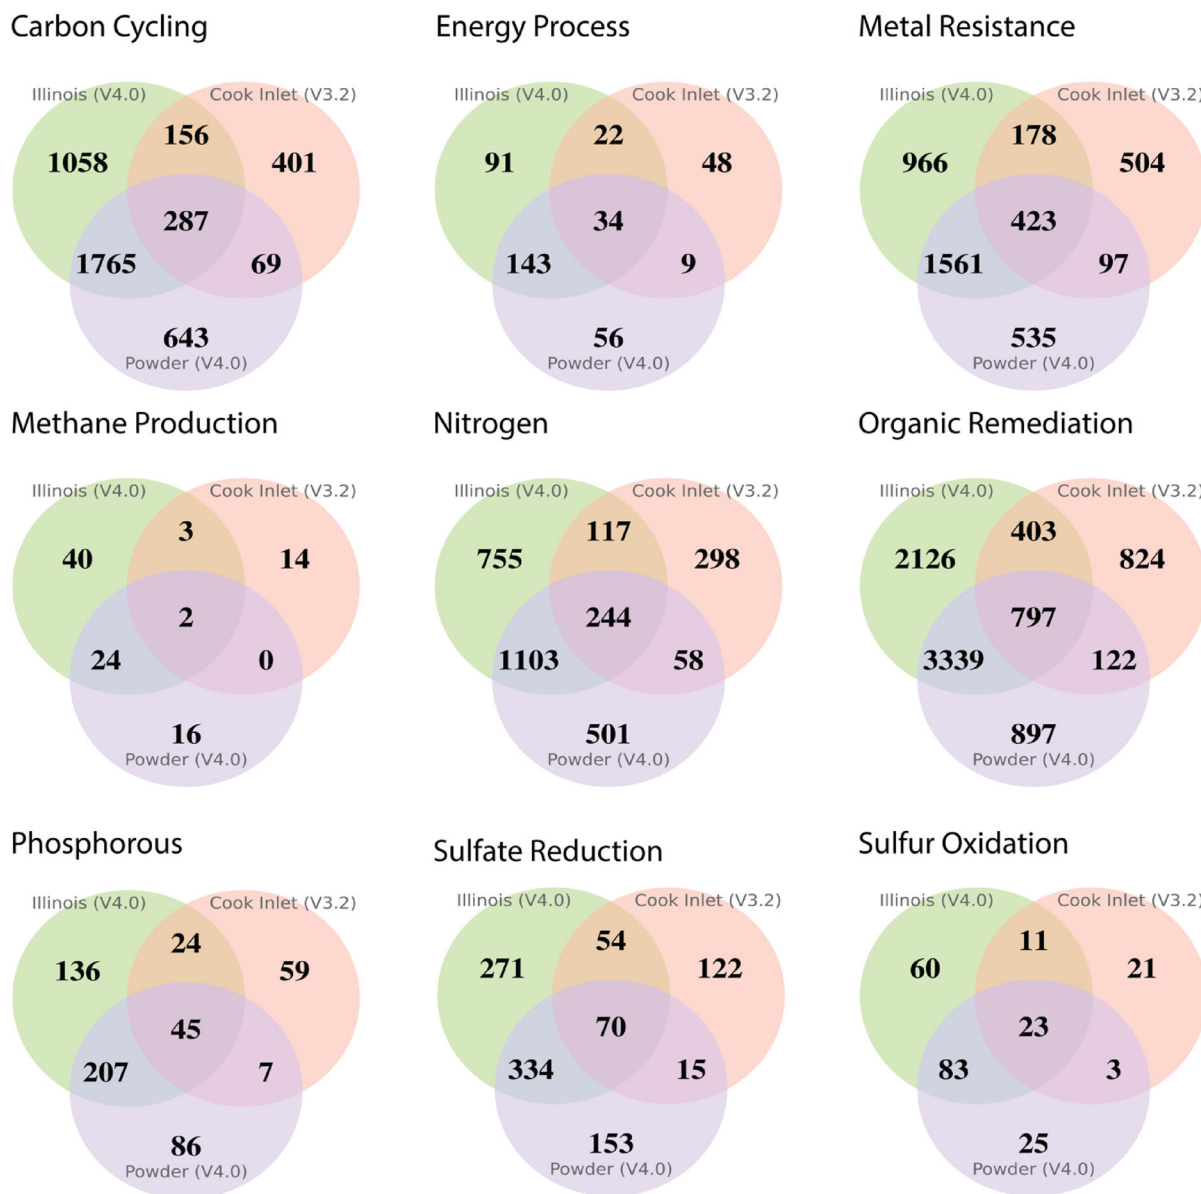 Carbon Cycling
Energy Process
Metal Resistance
Illinois (V4.0) Cook Inlet (V3.2)
156
1058 401
287
1765 69
643
Powder (V4.0)
Illinois (V4.0) Cook Inlet (V3.2)
22
91 48
34
143 9
56
Powder (V4.0)
Illinois (V4.0) Cook Inlet (V3.2)
178
966 504
423
1561 97
535
Powder (V4.0)
Methane Production
Nitrogen
Organic Remediation
Illinois (V4.0) Cook Inlet (V3.2)
3
40 14
2
24 0
16
Powder (V4.0)
Illinois (V4.0) Cook Inlet (V3.2)
117
755 298
244
1103 58
501
Powder (V4.0)
Illinois (V4.0) Cook Inlet (V3.2)
403
2126 824
797
3339 122
897
Powder (V4.0)
Phosphorous
Sulfate Reduction
Sulfur Oxidation
Illinois (V4.0) Cook Inlet (V3.2)
24
136 59
45
207 7
86
Powder (V4.0)
Illinois (V4.0) Cook Inlet (V3.2)
54
271 122
70
334 15
153
Powder (V4.0)
Illinois (V4.0) Cook Inlet (V3.2)
11
60 21
23
83 3
25
Powder (V4.0)